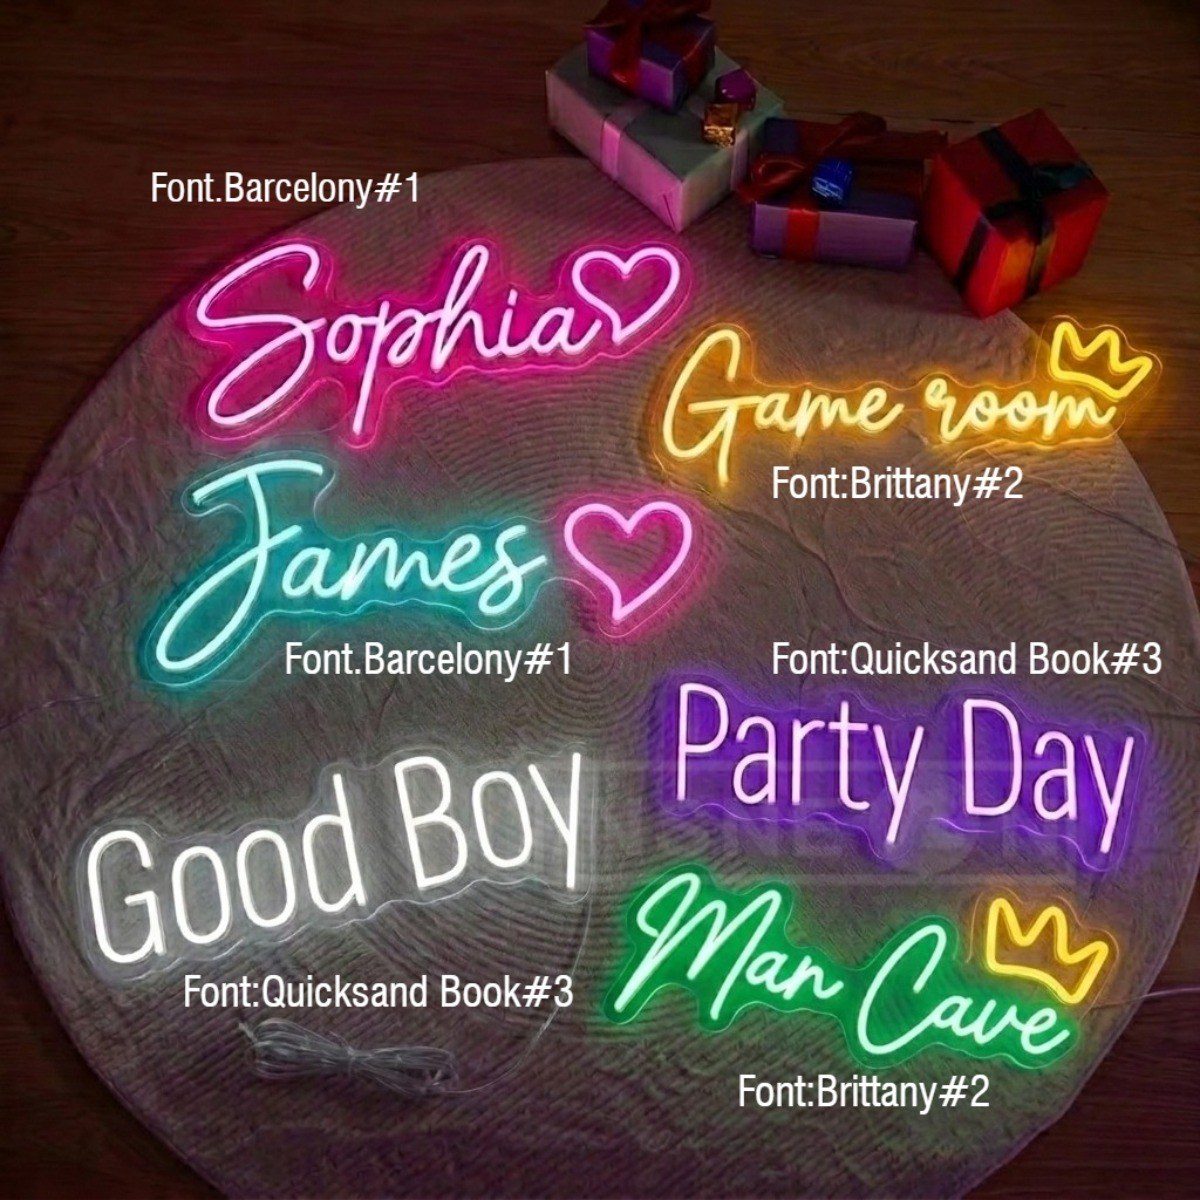 Font.Barcelony#1
Sophia
Game room
Font:Brittany#2
James
Font.Barcelony#1
Font:Quicksand Book#3
Party Day
Good Boy
Font:Quicksand Book#3
Man Cave
Font:Brittany#2